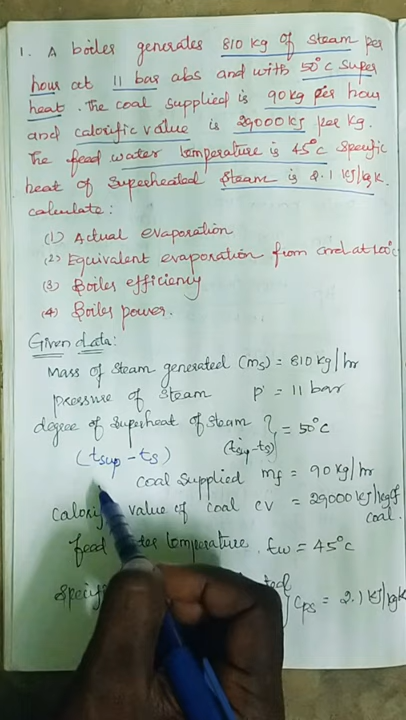 1. A boiler generates 810 kg of steam per
hour at 11 bar abs and with 50°c super
heat. The coal supplied is 90kg per hour
and calorific value is 29000 kJ per kg.
The feed water temperature is 45°c specific
heat of superheated steam is 2.1 kJ/kg k.
calculate:
(1) Actual evaporation
(2) Equivalent evaporation from and at 100°c
(3) Boiler efficiency
(4) Boiler power.
Given data:
Mass of steam generated (ms) = 810 kg/hr
pressure of steam p = 11 bar
degree of superheat of steam } = 50°c
(tsup - ts) (tsup-ts)
coal supplied mf = 90 kg/hr
calori value of coal cv = 29000 kJ/kg of
coal.
feed ter temperature. tw = 45°c
Cps = 2.1 kJ/kg k